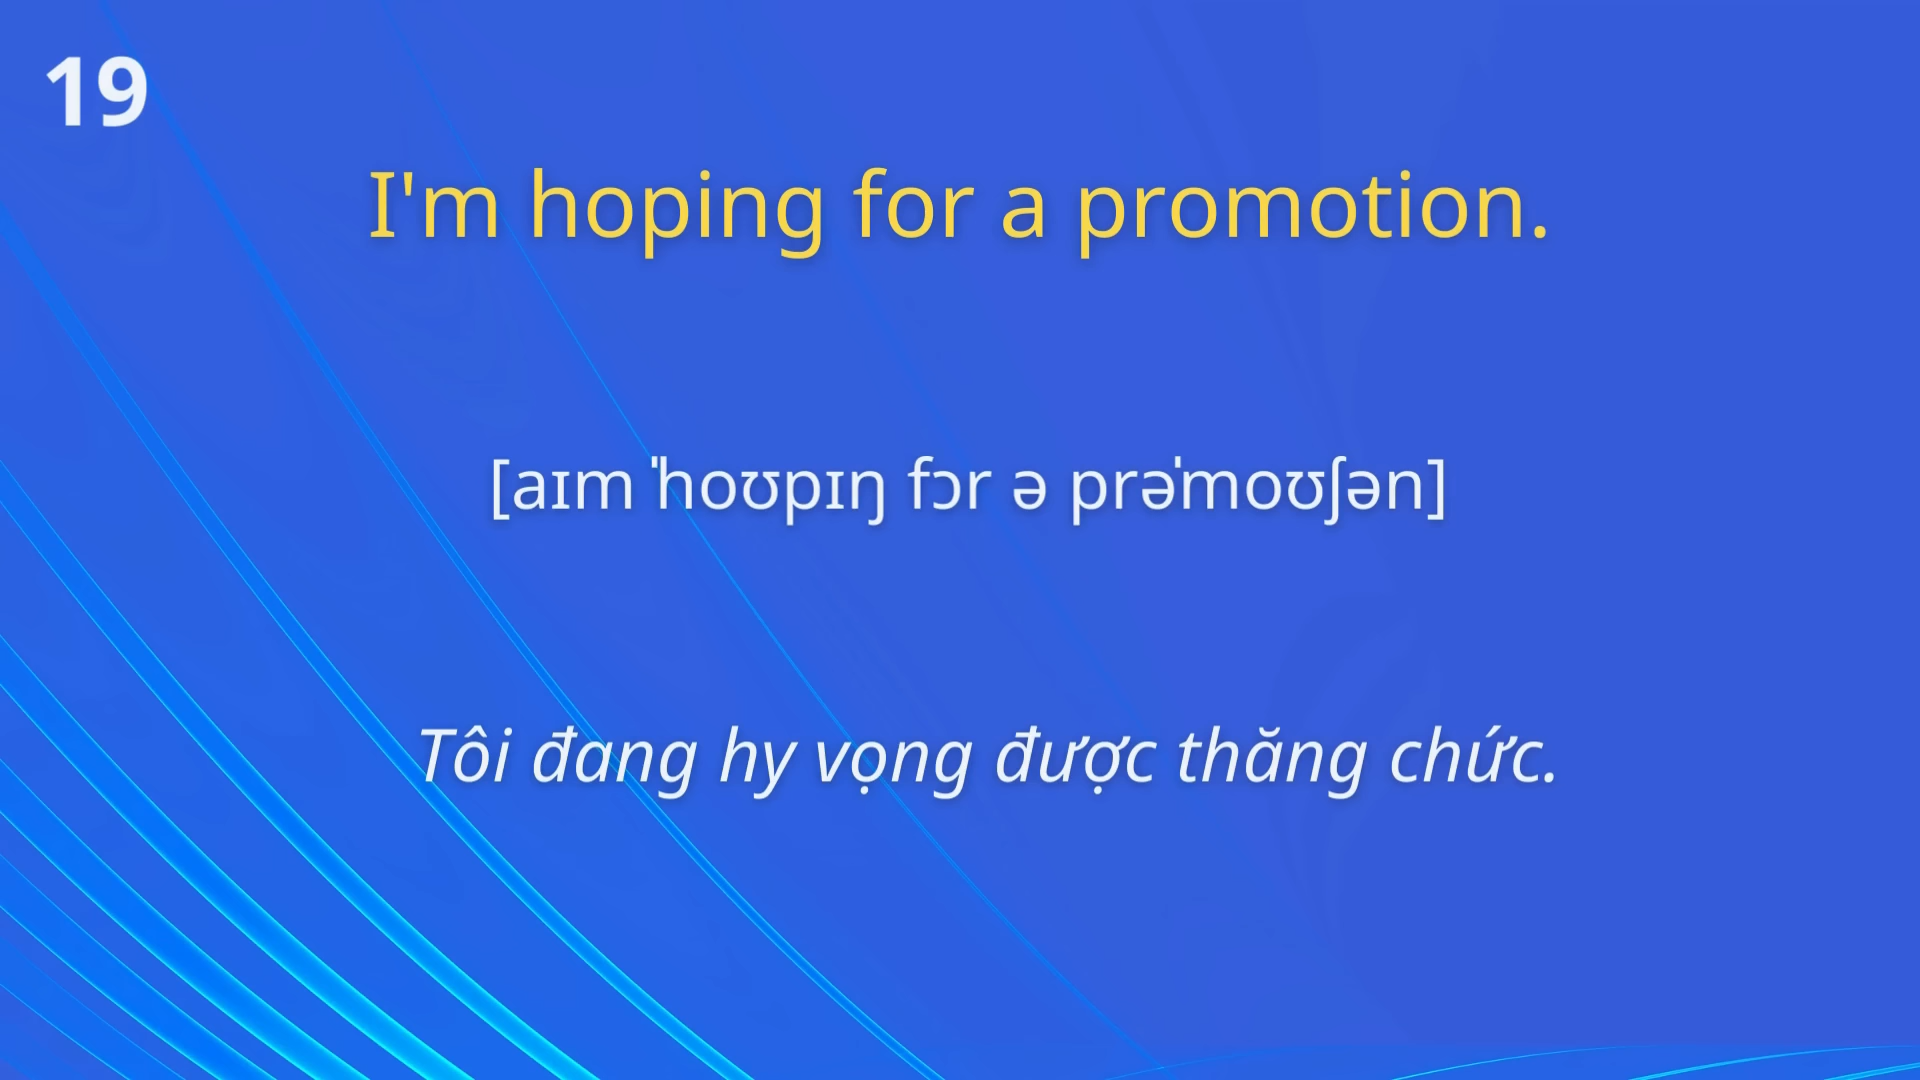 19
I'm hoping for a promotion.
[aɪm ˈhoʊpɪŋ fɔr ə prəˈmoʊʃən]
Tôi đang hy vọng được thăng chức.